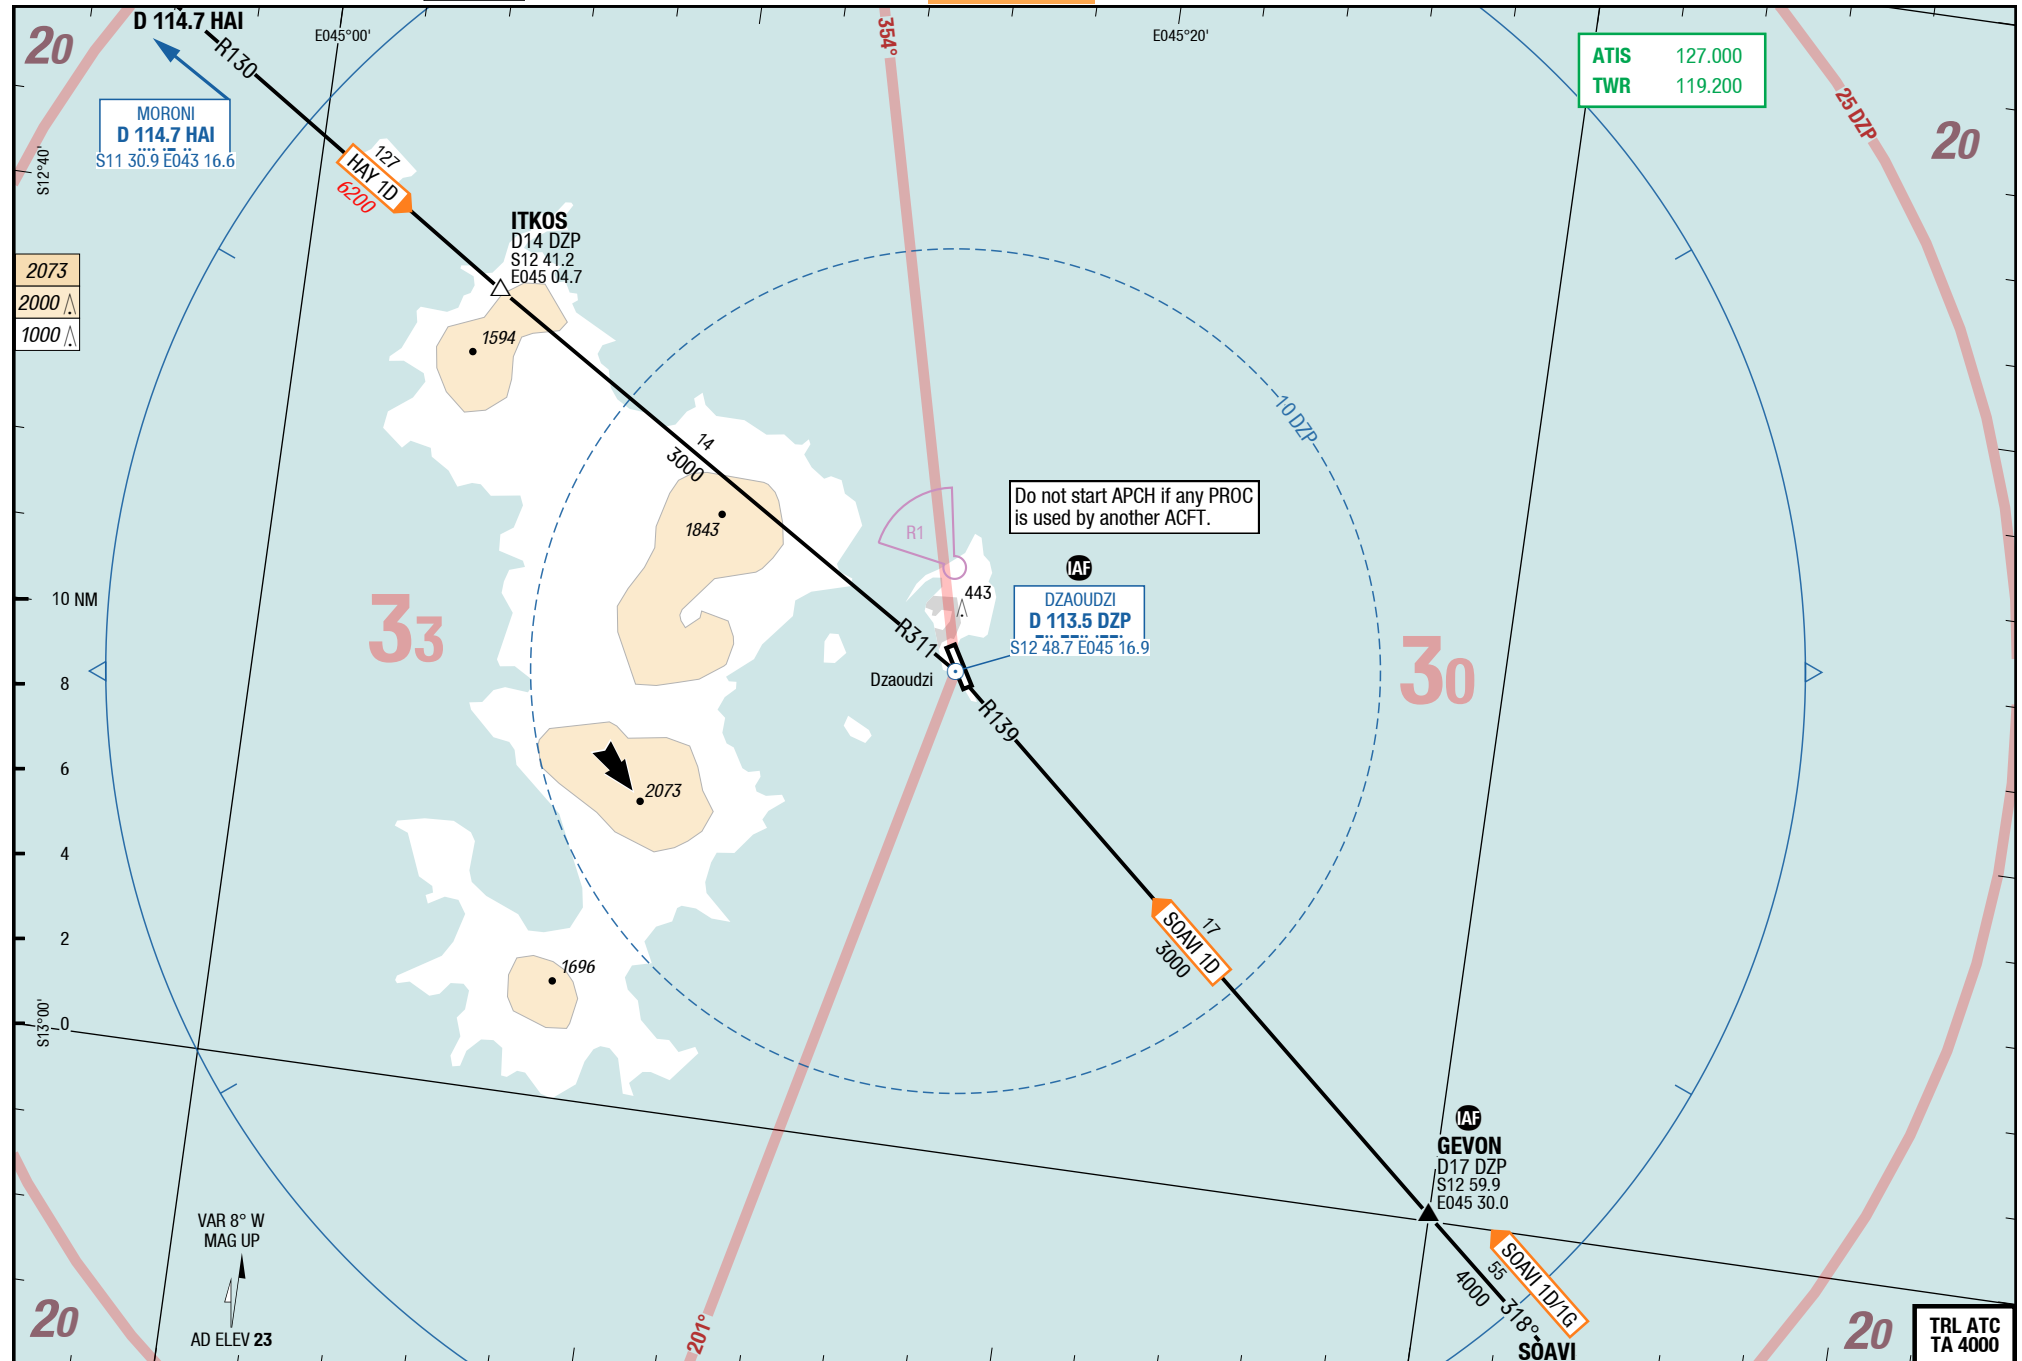 D 114.7 HAI
R130
MORONI
D 114.7 HAI
S11 30.9 E043 16.6
20
E045°00'
354°
E045°20'
ATIS 127.000
TWR 119.200
25 DZP
20
S12°40'
127
HAY 1D
6200
ITKOS
D14 DZP
S12 41.2
E045 04.7
2073
2000
1000
1594
10 DZP
14
3000
1843
R1
Do not start APCH if any PROC
is used by another ACFT.
IAF
443
DZAOUDZI
D 113.5 DZP
S12 48.7 E045 16.9
33
30
R311
Dzaoudzi
R139
10 NM
8
6
4
2
0
S13°00'
2073
1696
17
SOAVI 1D
3000
IAF
GEVON
D17 DZP
S12 59.9
E045 30.0
SOAVI 1D/1G
55
4000
318°
SOAVI
VAR 8° W
MAG UP
AD ELEV 23
20
201°
20
TRL ATC
TA 4000